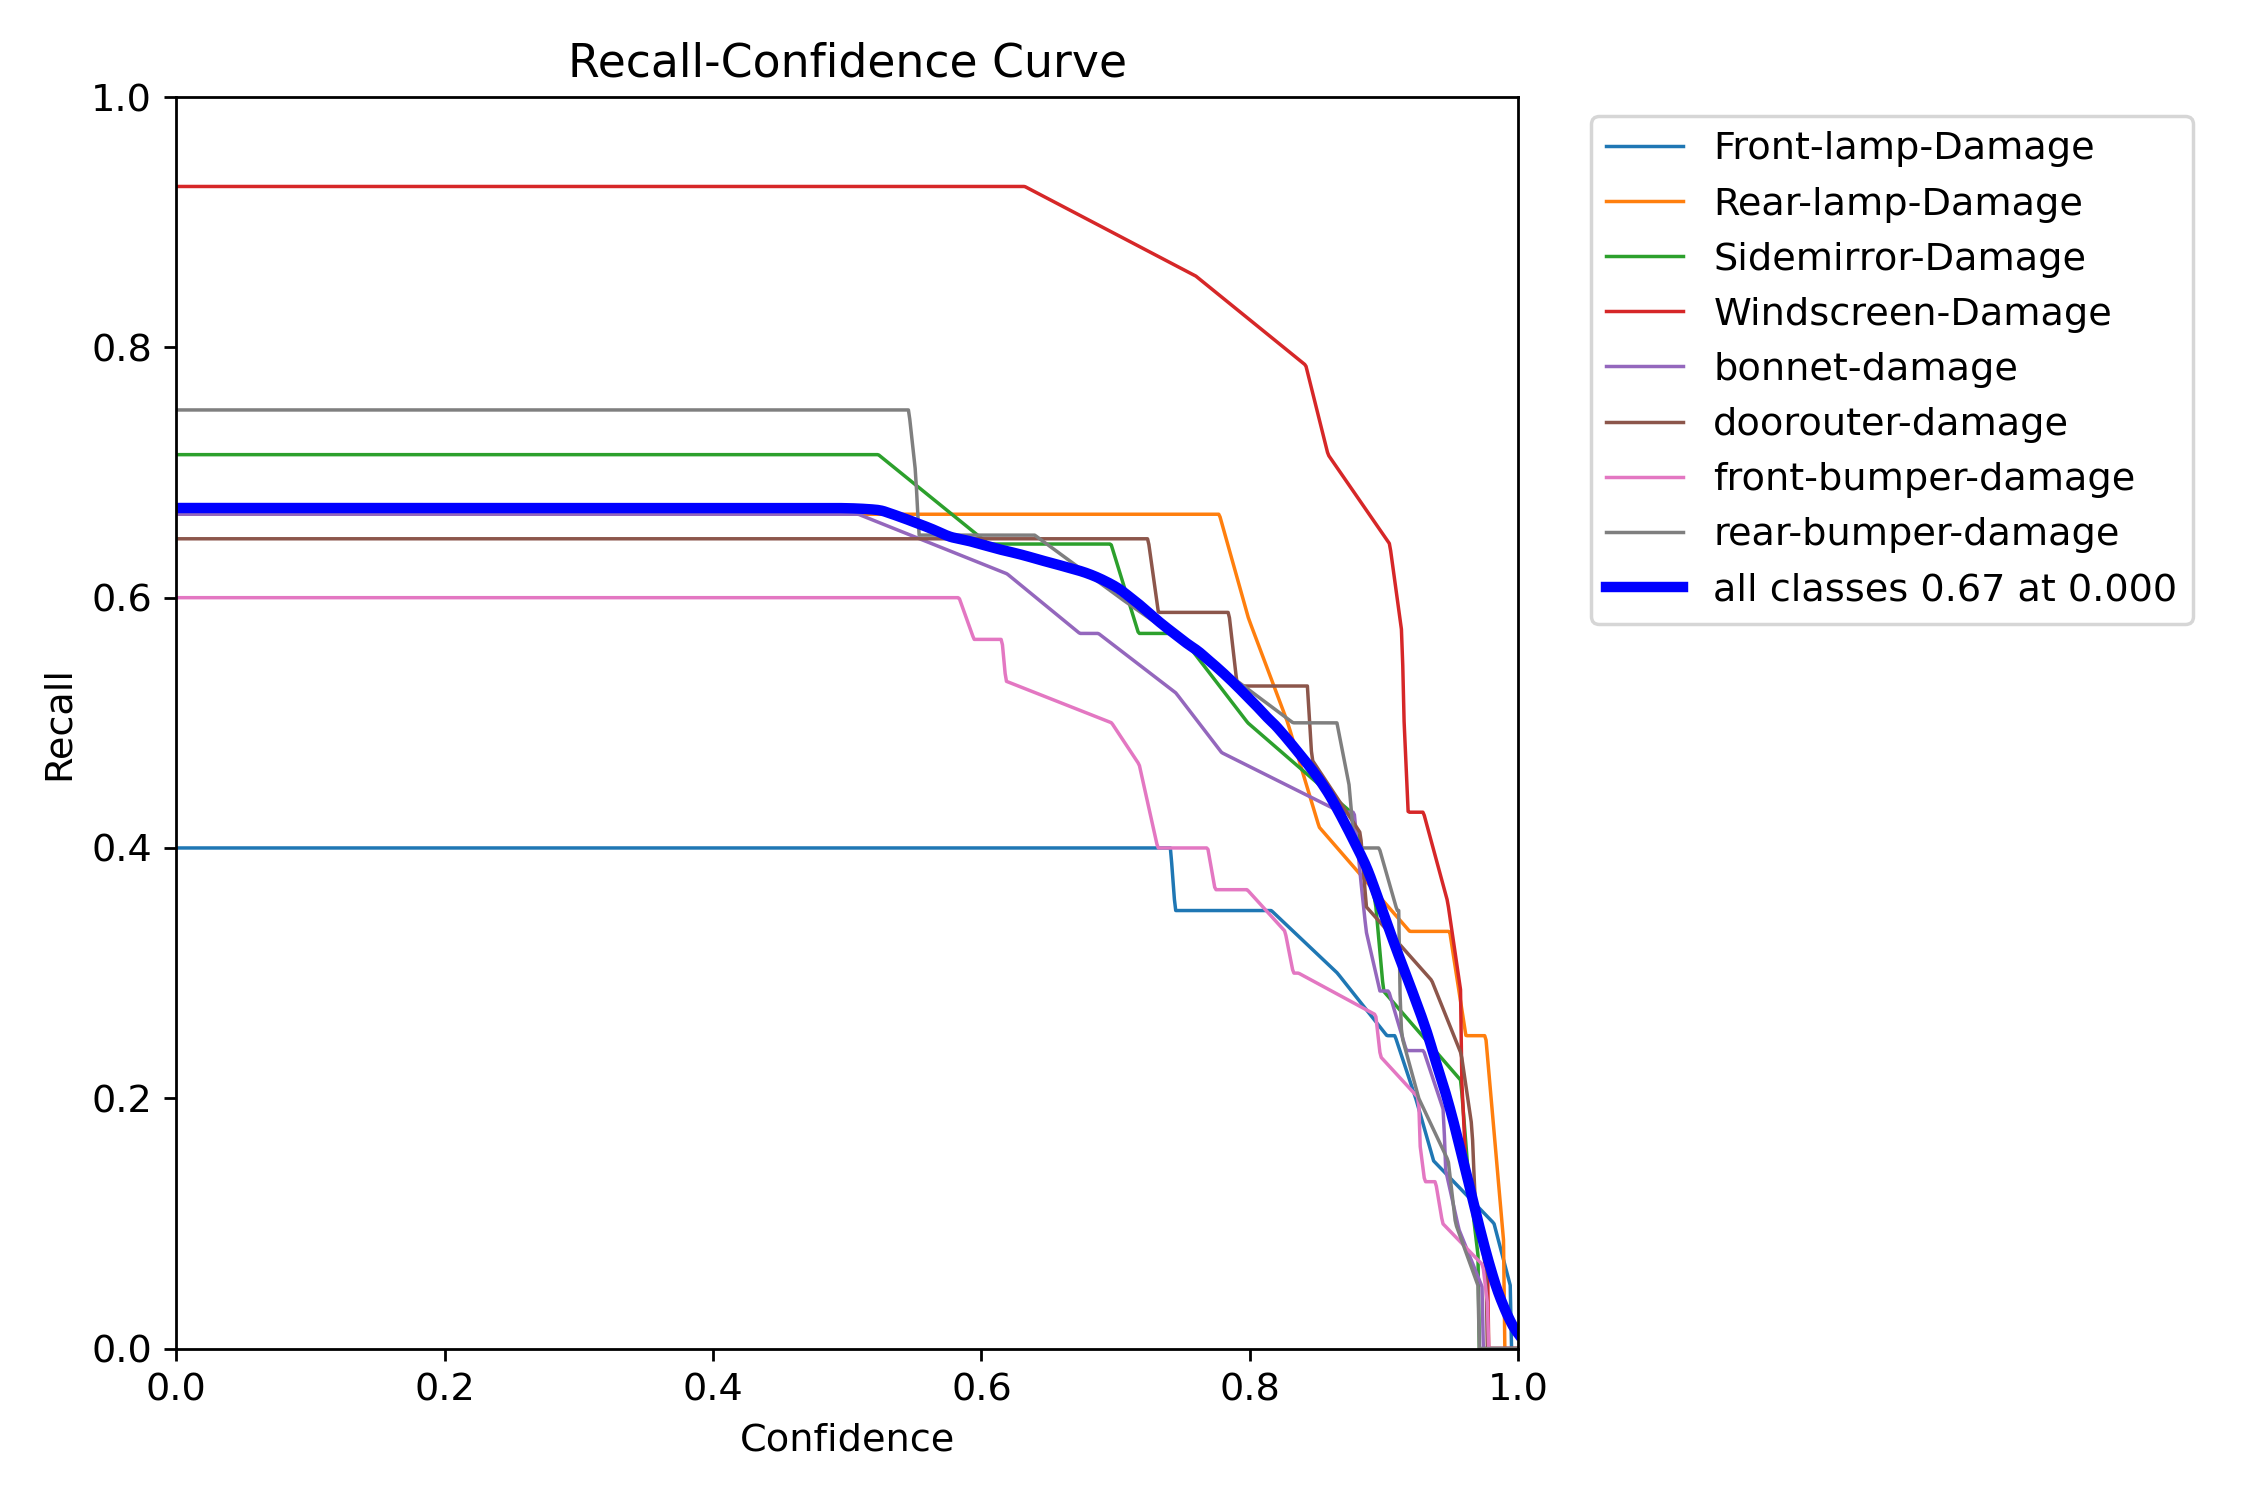 Recall-Confidence Curve
1.0
0.8
0.6
0.4
0.2
0.0
Recall
0.0 0.2 0.4 0.6 0.8 1.0
Confidence
Front-lamp-Damage
Rear-lamp-Damage
Sidemirror-Damage
Windscreen-Damage
bonnet-damage
doorouter-damage
front-bumper-damage
rear-bumper-damage
all classes 0.67 at 0.000